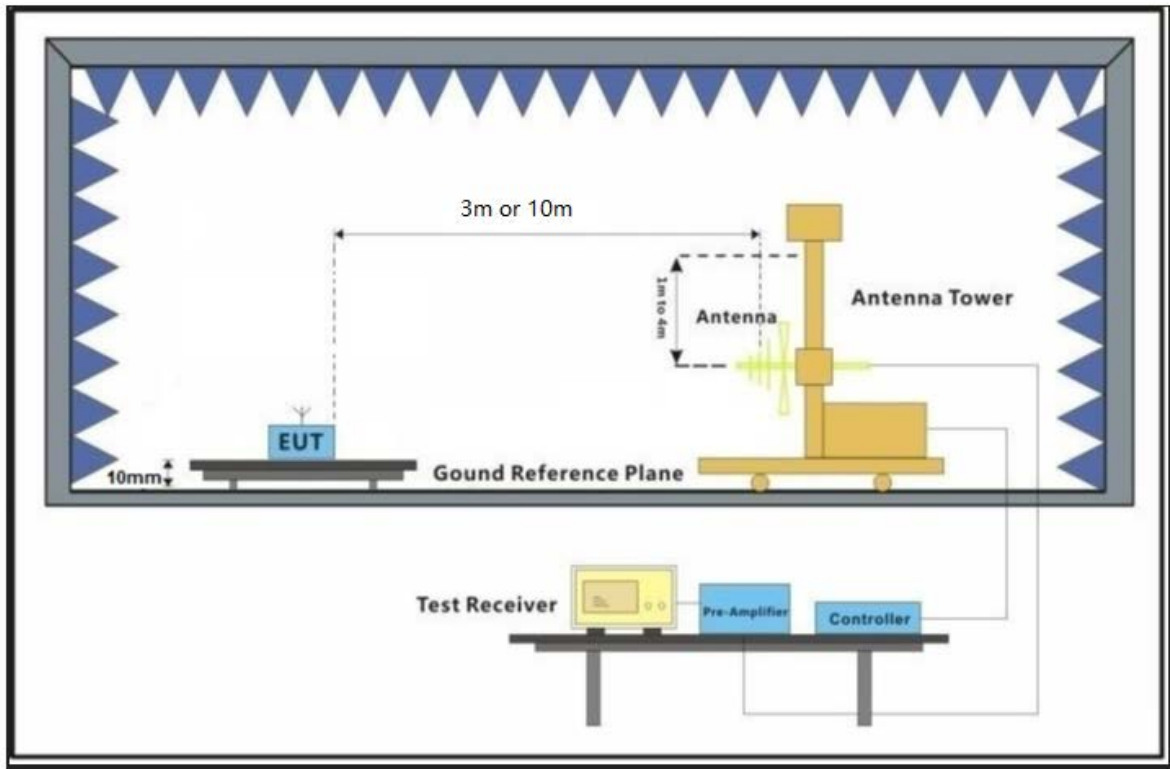 3m or 10m
1m to 4m
Antenna
Antenna Tower
EUT
10mm
Gound Reference Plane
Test Receiver
Pre-Amplifier
Controller